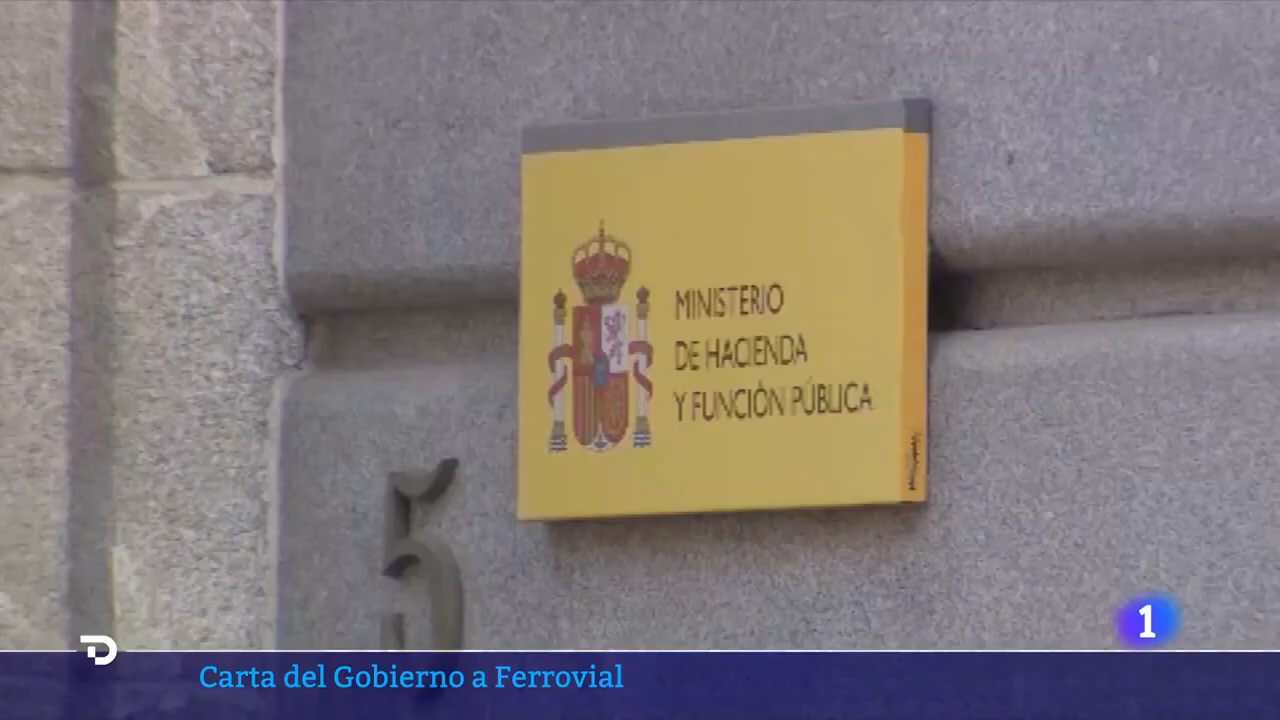 MINISTERIO
DE HACIENDA
Y FUNCIÓN PÚBLICA
5
1
Carta del Gobierno a Ferrovial